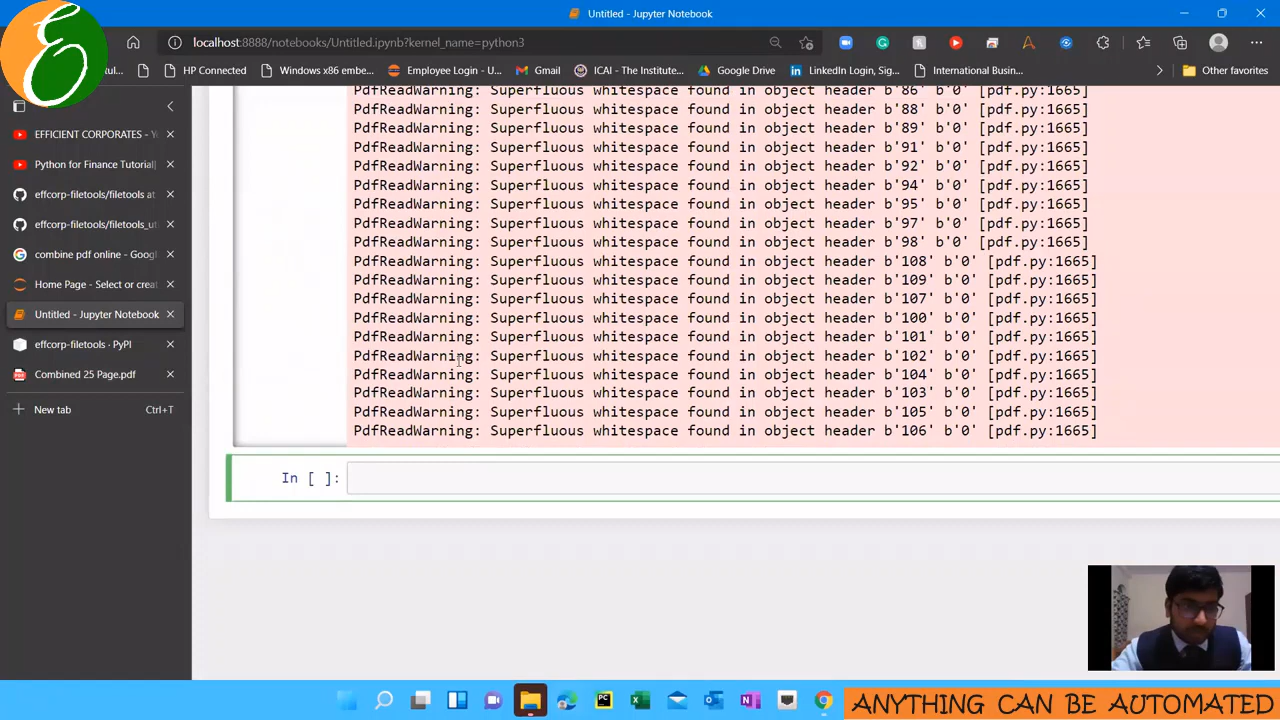 Untitled - Jupyter Notebook
localhost:8888/notebooks/Untitled.ipynb?kernel_name=python3
tul... HP Connected Windows x86 embe... Employee Login - U... Gmail ICAI - The Institute... Google Drive LinkedIn Login, Sig... International Busin... Other favorites
EFFICIENT CORPORATES - Yo
Python for Finance Tutorial|
effcorp-filetools/filetools at
effcorp-filetools/filetools_ut
combine pdf online - Googl
Home Page - Select or creat
Untitled - Jupyter Notebook
effcorp-filetools · PyPI
Combined 25 Page.pdf
New tab Ctrl+T
PdfReadWarning: Superfluous whitespace found in object header b'86' b'0' [pdf.py:1665]
PdfReadWarning: Superfluous whitespace found in object header b'88' b'0' [pdf.py:1665]
PdfReadWarning: Superfluous whitespace found in object header b'89' b'0' [pdf.py:1665]
PdfReadWarning: Superfluous whitespace found in object header b'91' b'0' [pdf.py:1665]
PdfReadWarning: Superfluous whitespace found in object header b'92' b'0' [pdf.py:1665]
PdfReadWarning: Superfluous whitespace found in object header b'94' b'0' [pdf.py:1665]
PdfReadWarning: Superfluous whitespace found in object header b'95' b'0' [pdf.py:1665]
PdfReadWarning: Superfluous whitespace found in object header b'97' b'0' [pdf.py:1665]
PdfReadWarning: Superfluous whitespace found in object header b'98' b'0' [pdf.py:1665]
PdfReadWarning: Superfluous whitespace found in object header b'108' b'0' [pdf.py:1665]
PdfReadWarning: Superfluous whitespace found in object header b'109' b'0' [pdf.py:1665]
PdfReadWarning: Superfluous whitespace found in object header b'107' b'0' [pdf.py:1665]
PdfReadWarning: Superfluous whitespace found in object header b'100' b'0' [pdf.py:1665]
PdfReadWarning: Superfluous whitespace found in object header b'101' b'0' [pdf.py:1665]
PdfReadWarning: Superfluous whitespace found in object header b'102' b'0' [pdf.py:1665]
PdfReadWarning: Superfluous whitespace found in object header b'104' b'0' [pdf.py:1665]
PdfReadWarning: Superfluous whitespace found in object header b'103' b'0' [pdf.py:1665]
PdfReadWarning: Superfluous whitespace found in object header b'105' b'0' [pdf.py:1665]
PdfReadWarning: Superfluous whitespace found in object header b'106' b'0' [pdf.py:1665]
In [ ]:
ANYTHING CAN BE AUTOMATED